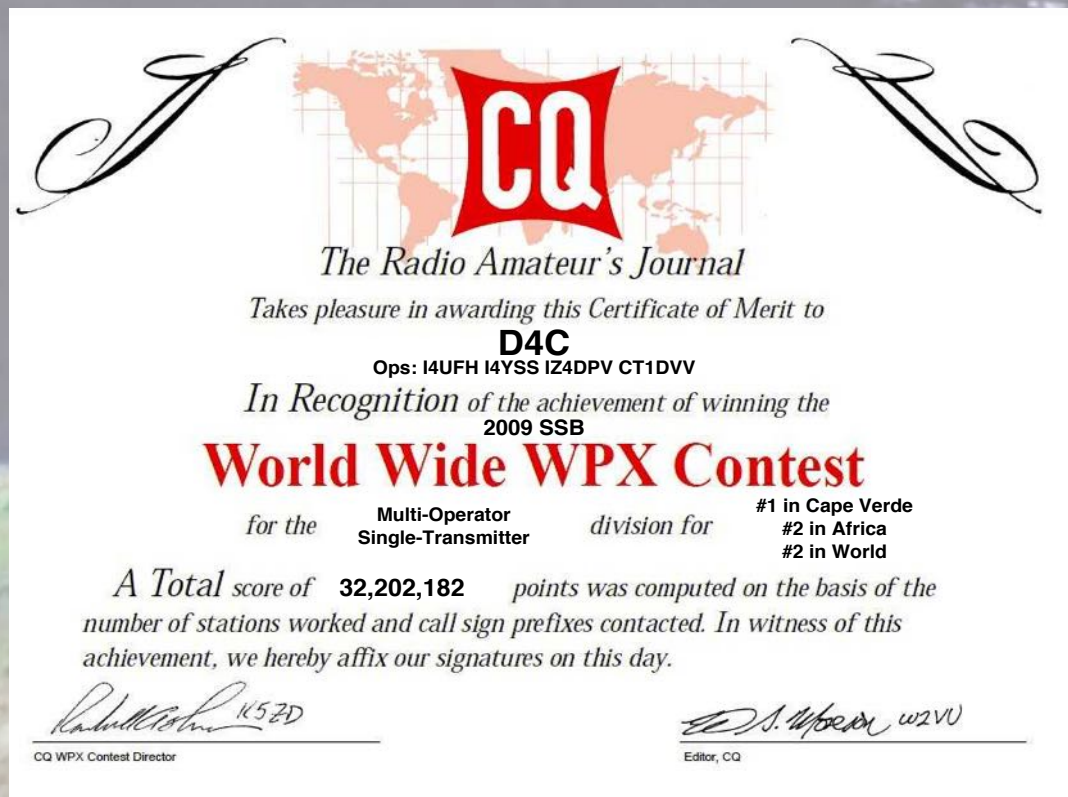 CQ
The Radio Amateur's Journal
Takes pleasure in awarding this Certificate of Merit to
D4C
Ops: I4UFH I4YSS IZ4DPV CT1DVV
In Recognition of the achievement of winning the
2009 SSB
World Wide WPX Contest
for the Multi-Operator Single-Transmitter division for #1 in Cape Verde
#2 in Africa
#2 in World
A Total score of 32,202,182 points was computed on the basis of the
number of stations worked and call sign prefixes contacted. In witness of this
achievement, we hereby affix our signatures on this day.
K5ZD
W2VU
CQ WPX Contest Director
Editor, CQ